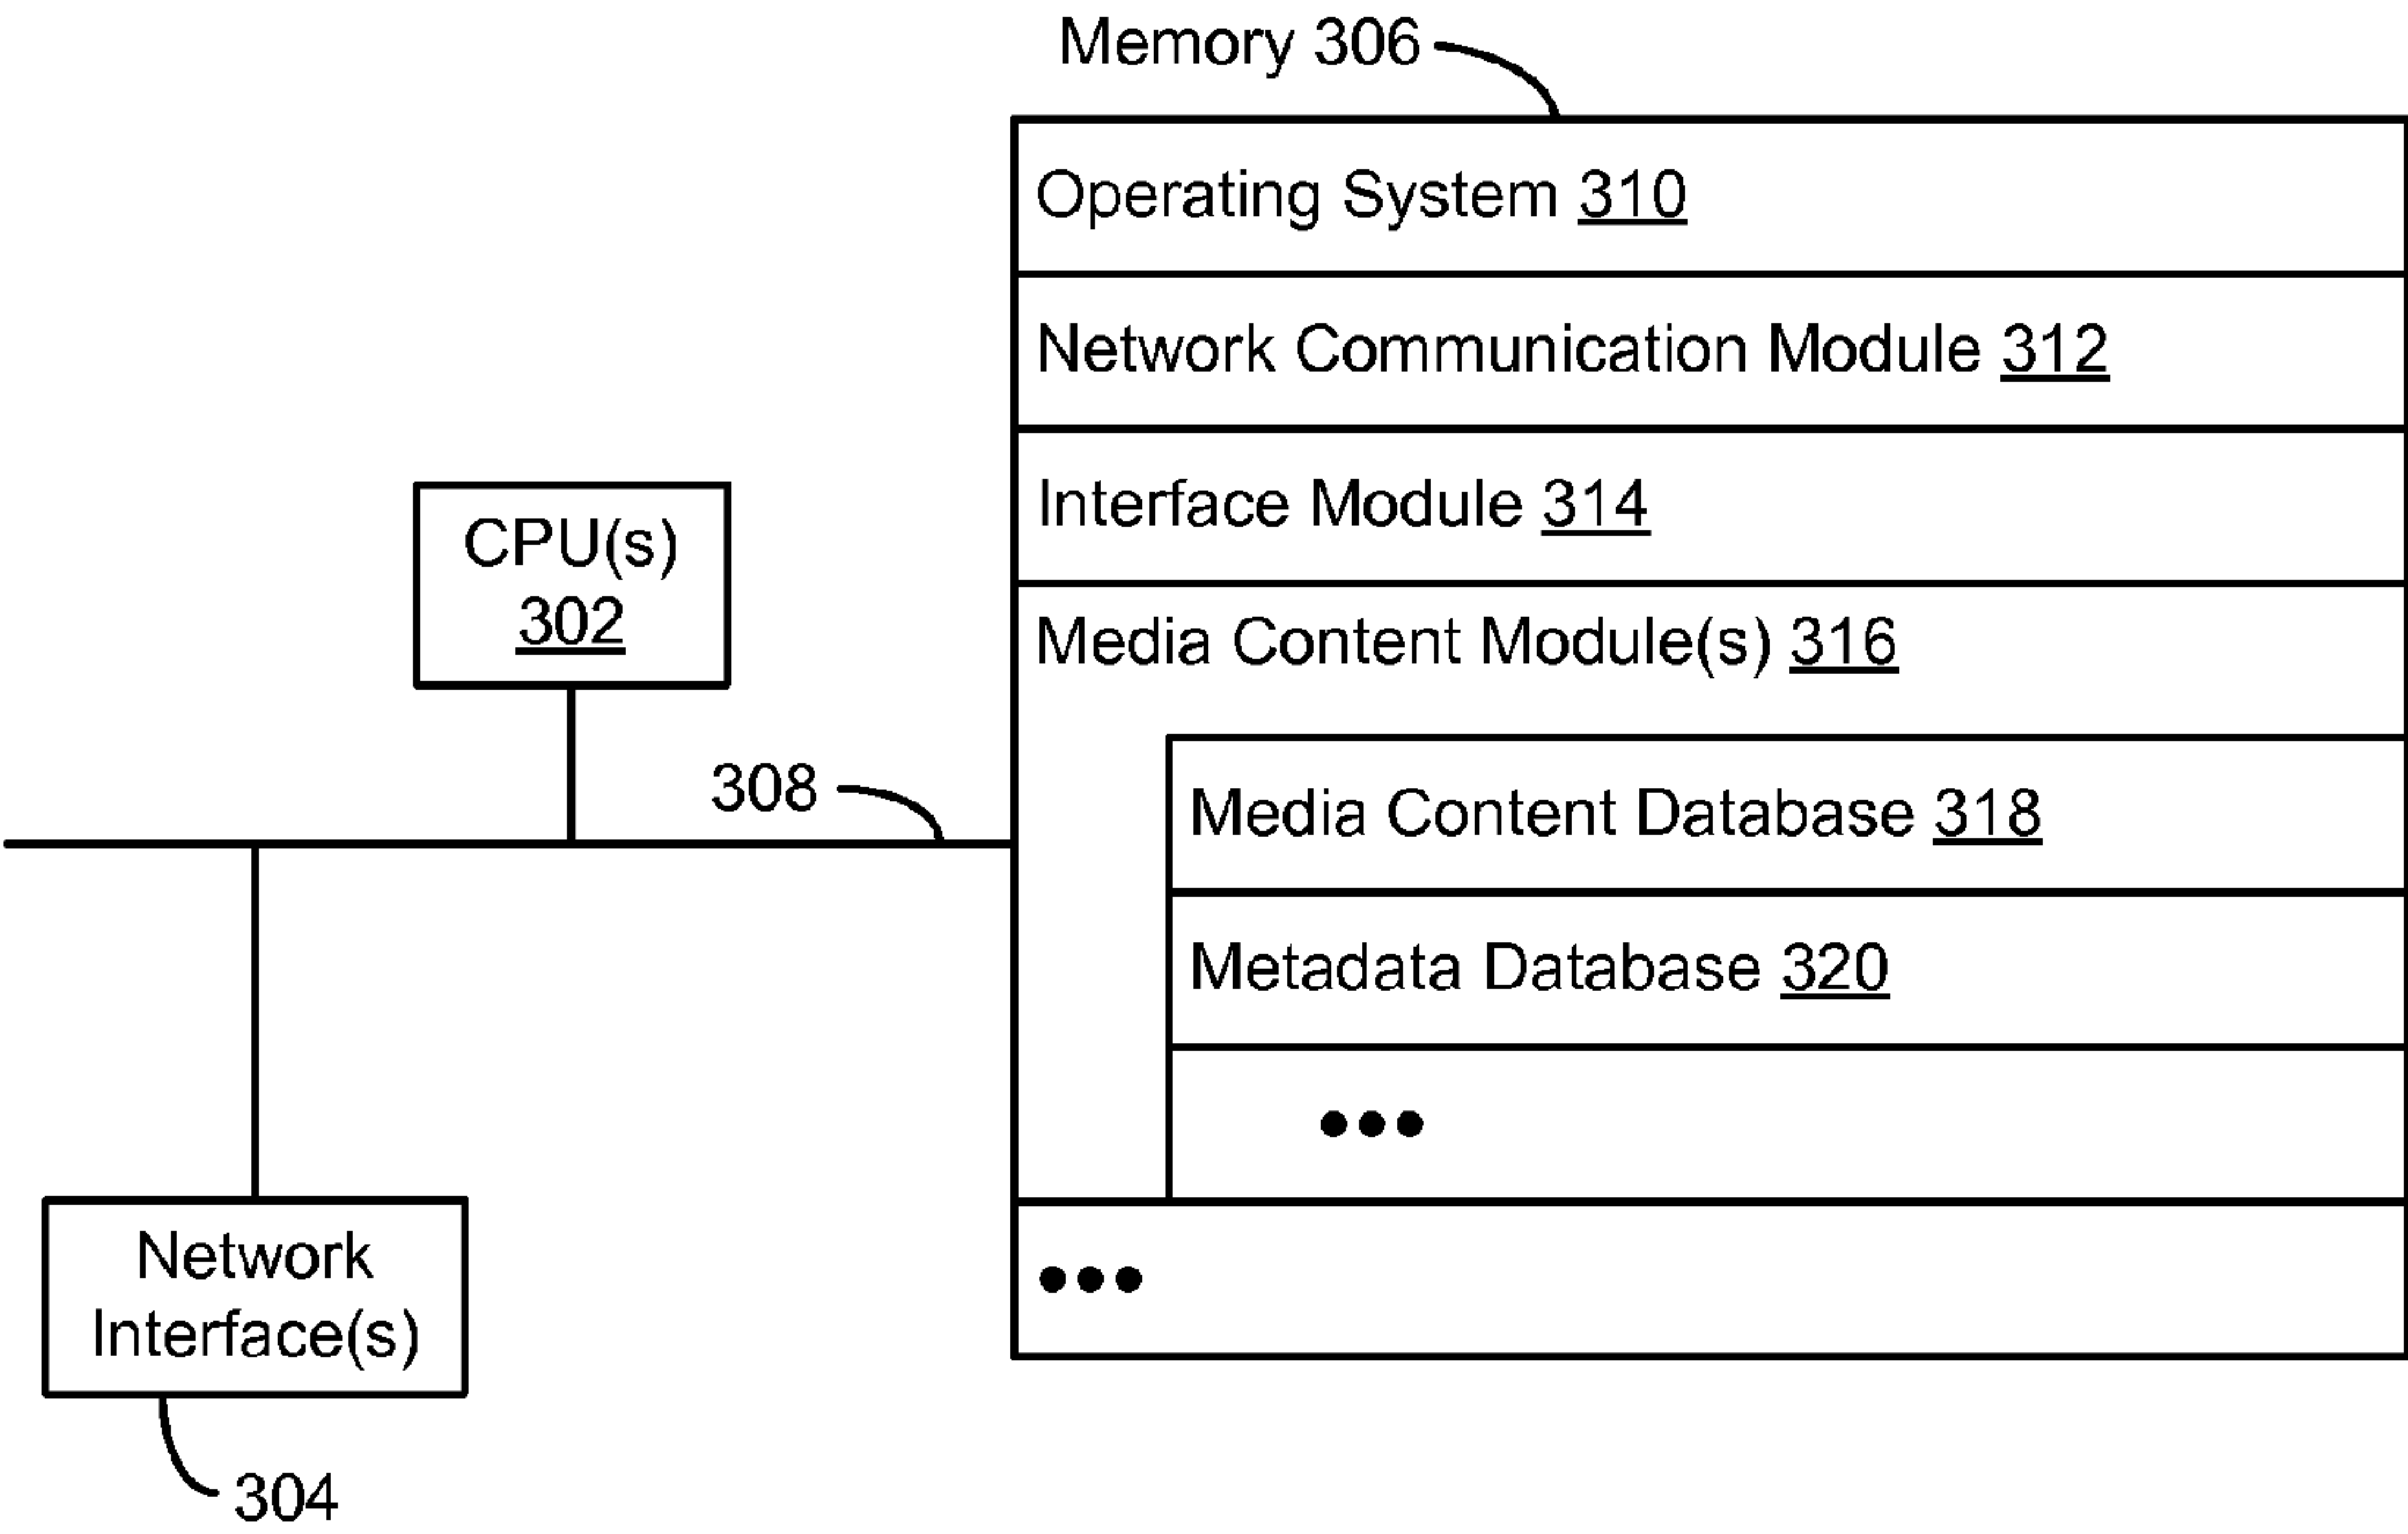 Memory 306
Operating System 310
Network Communication Module 312
Interface Module 314
CPU(s)
302
Media Content Module(s) 316
308
Media Content Database 318
Metadata Database 320
•••
Network
Interface(s)
•••
304